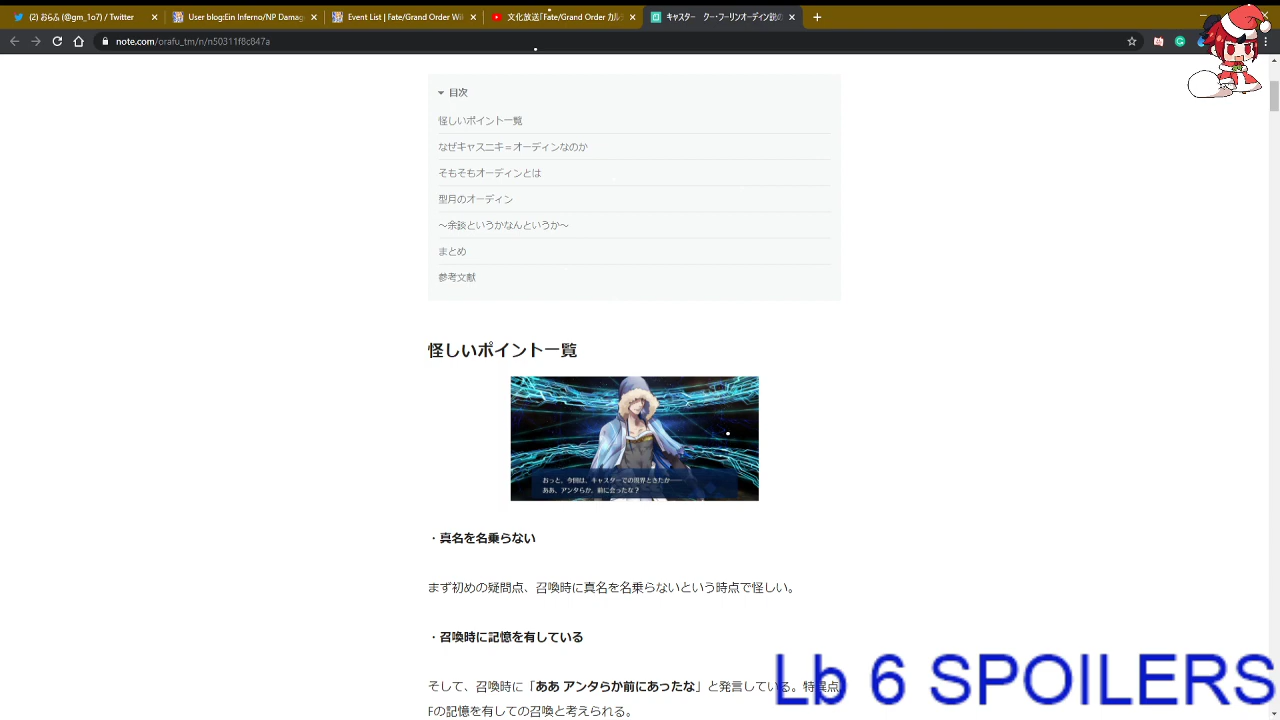 (2) おらふ (@gm_1o7) / Twitter
User blog:Ein Inferno/NP Damag
Event List | Fate/Grand Order Wi
文化放送「Fate/Grand Order カル
キャスター　クー・フーリンオーディン説の
note.com/orafu_tm/n/n50311f8c847a
目次
怪しいポイント一覧
なぜキャスニキ＝オーディンなのか
そもそもオーディンとは
型月のオーディン
〜余談というかなんというか〜
まとめ
参考文献
怪しいポイント一覧
おっと、今回は、キャスターでの現界ときたか──
ああ、アンタらか。前に会ったな？
・真名を名乗らない
まず初めの疑問点、召喚時に真名を名乗らないという時点で怪しい。
・召喚時に記憶を有している
そして、召喚時に「ああ アンタらか前にあったな」と発言している。特異点
Fの記憶を有しての召喚と考えられる。
Lb 6 SPOILERS